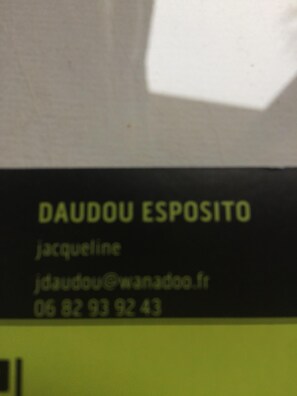 DAUDOU ESPOSITO
jacqueline
jdaudou@wanadoo.fr
06 82 93 92 43